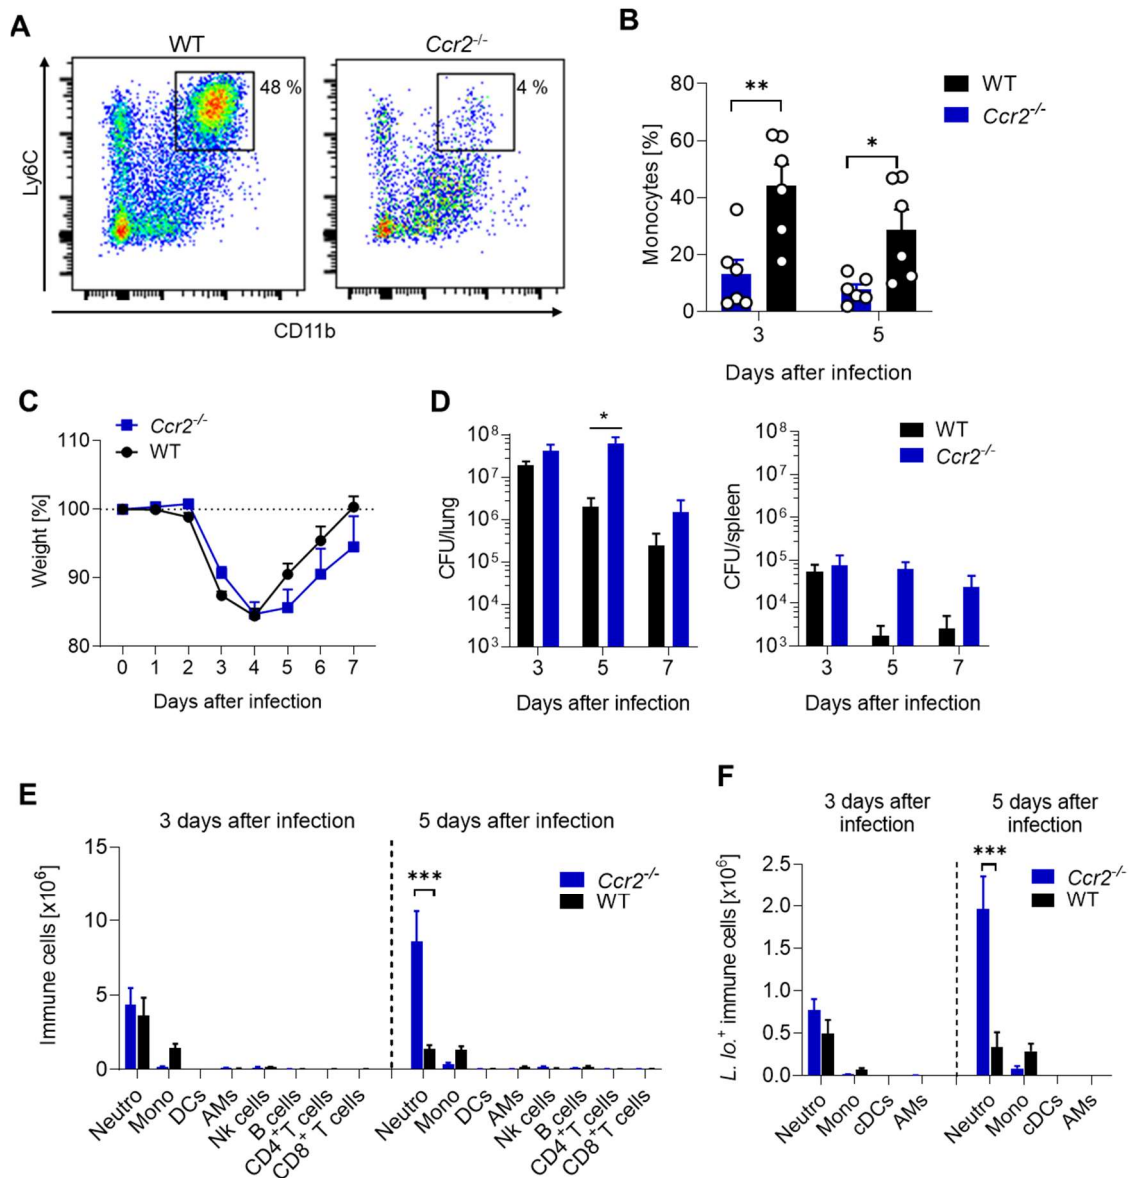 A
WT
Ccr2-/-
48 %
4 %
Ly6C
CD11b
B
80
60
40
20
0
Monocytes [%]
**
*
WT
Ccr2-/-
3
5
Days after infection
C
Ccr2-/-
WT
110
100
90
80
Weight [%]
0 1 2 3 4 5 6 7
Days after infection
D
*
10⁸
10⁷
10⁶
10⁵
10⁴
10³
CFU/lung
3 5 7
Days after infection
WT
Ccr2-/-
10⁸
10⁷
10⁶
10⁵
10⁴
10³
CFU/spleen
3 5 7
Days after infection
E
3 days after infection
5 days after infection
15
10
5
0
Immune cells [x10⁶]
***
Ccr2-/-
WT
Neutro
Mono
DCs
AMs
Nk cells
B cells
CD4⁺T cells
CD8⁺T cells
Neutro
Mono
DCs
AMs
Nk cells
B cells
CD4⁺T cells
CD8⁺T cells
F
3 days after
infection
5 days after
infection
2.5
2.0
1.5
1.0
0.5
0.0
L. lo.⁺ immune cells [x10⁶]
***
Ccr2-/-
WT
Neutro
Mono
cDCs
AMs
Neutro
Mono
cDCs
AMs